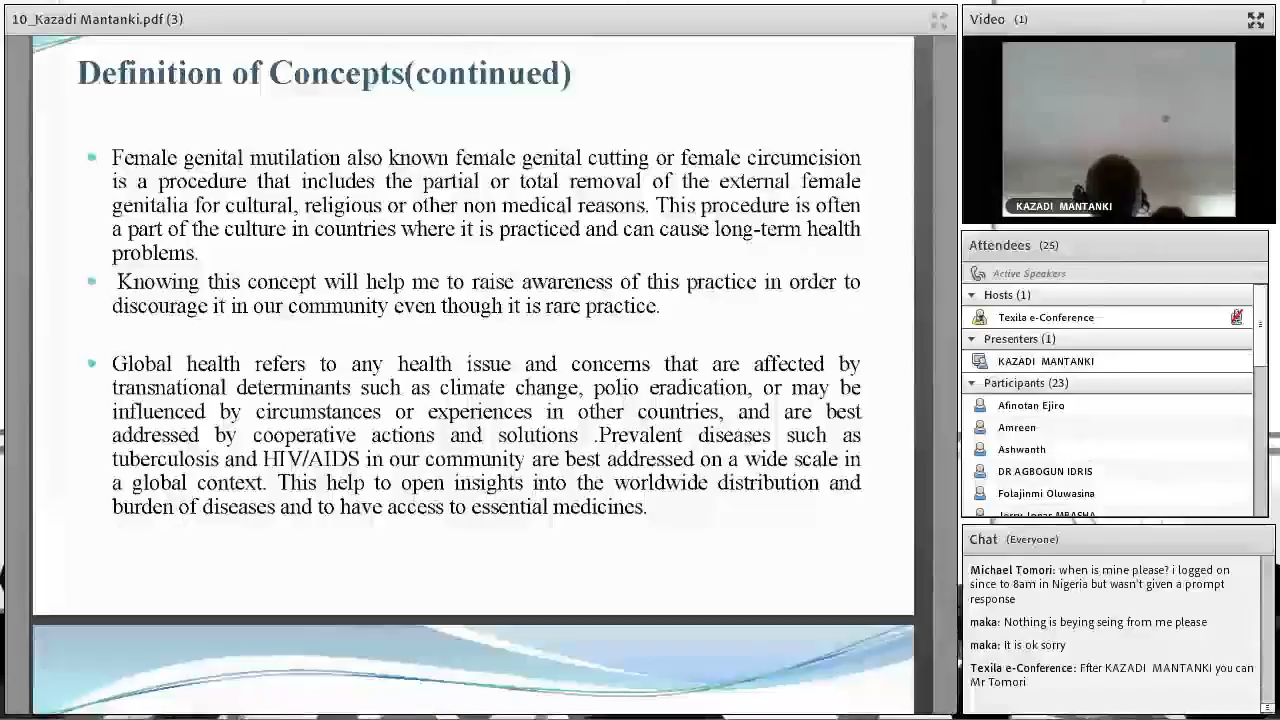 10_Kazadi Mantanki.pdf (3)
Definition of Concepts(continued)
Female genital mutilation also known female genital cutting or female circumcision
is a procedure that includes the partial or total removal of the external female
genitalia for cultural, religious or other non medical reasons. This procedure is often
a part of the culture in countries where it is practiced and can cause long-term health
problems.
Knowing this concept will help me to raise awareness of this practice in order to
discourage it in our community even though it is rare practice.
Global health refers to any health issue and concerns that are affected by
transnational determinants such as climate change, polio eradication, or may be
influenced by circumstances or experiences in other countries, and are best
addressed by cooperative actions and solutions .Prevalent diseases such as
tuberculosis and HIV/AIDS in our community are best addressed on a wide scale in
a global context. This help to open insights into the worldwide distribution and
burden of diseases and to have access to essential medicines.
Video (1)
KAZADI MANTANKI
Attendees (25)
Active Speakers
Hosts (1)
Texila e-Conference
Presenters (1)
KAZADI MANTANKI
Participants (23)
Afinotan Ejiro
Amreen
Ashwanth
DR AGBOGUN IDRIS
Folajinmi Oluwasina
Chat (Everyone)
Michael Tomori: when is mine please? i logged on
since to 8am in Nigeria but wasn't given a prompt
response
maka: Nothing is beying seing from me please
maka: It is ok sorry
Texila e-Conference: Ffter KAZADI MANTANKI you can
Mr Tomori